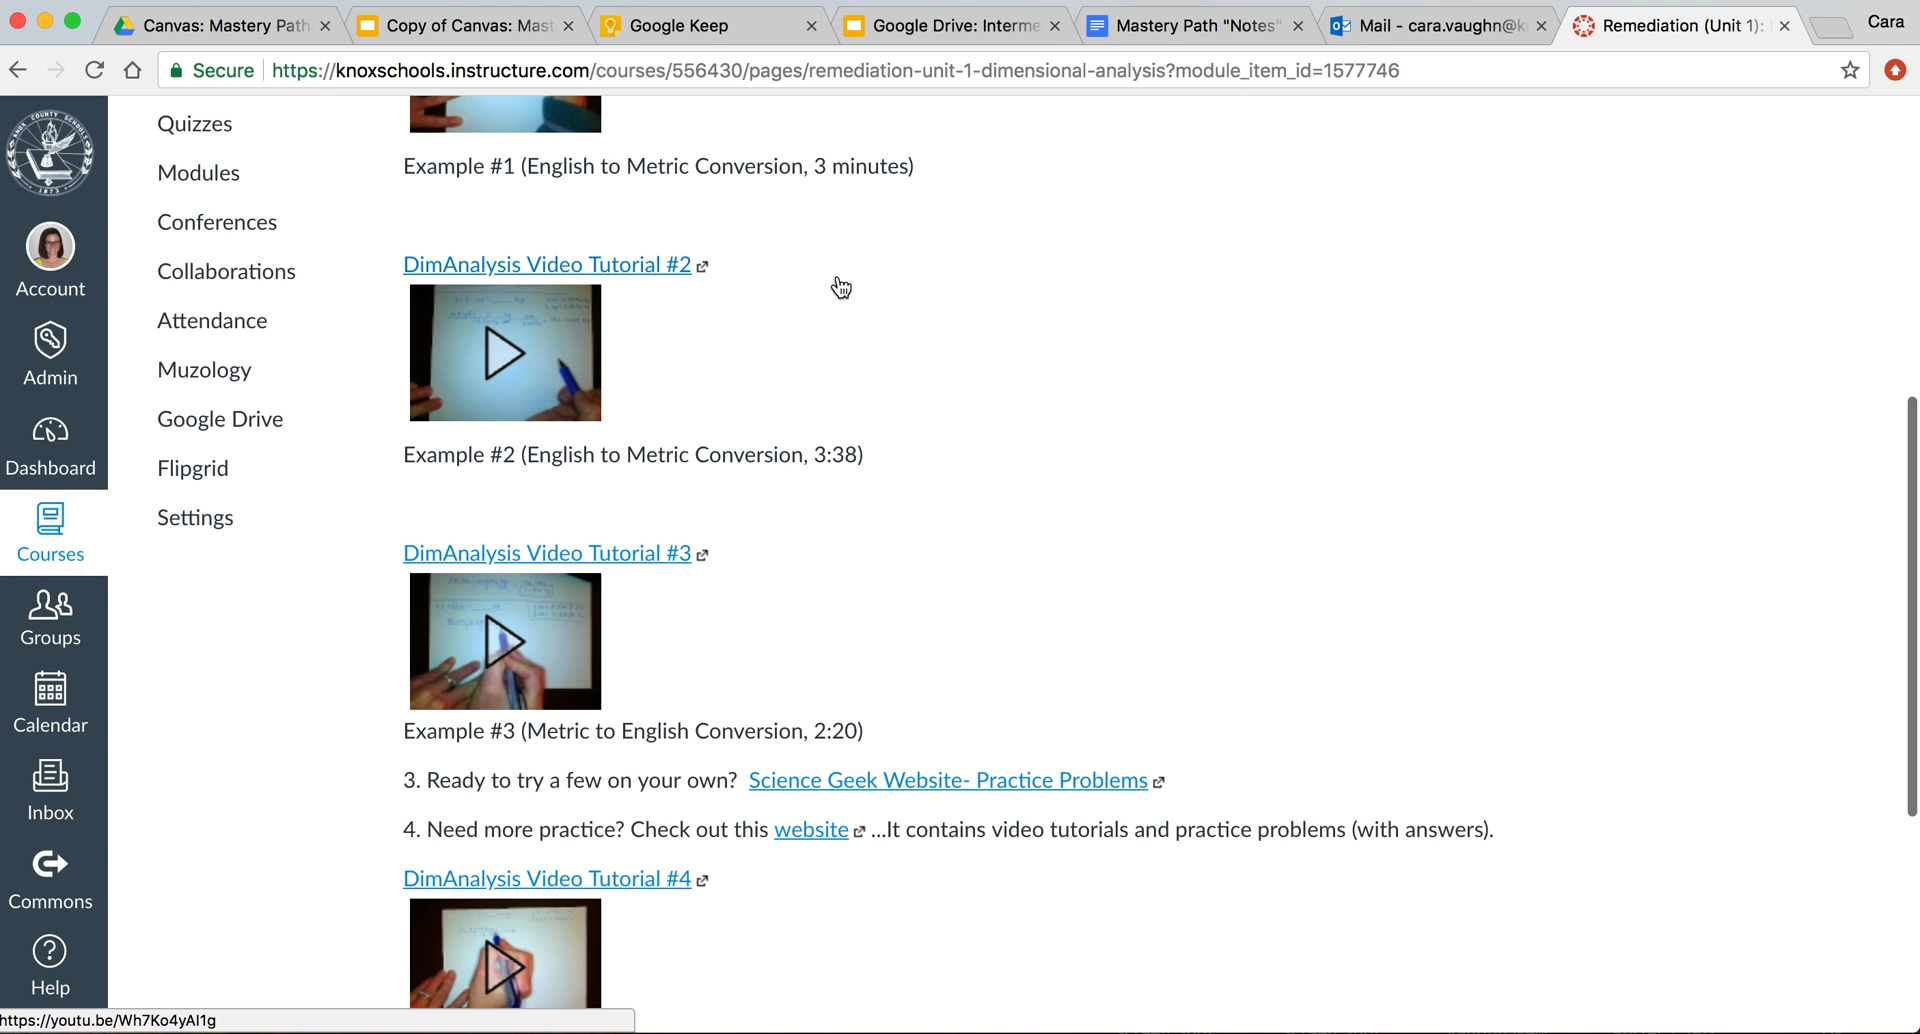 Canvas: Mastery Path
Copy of Canvas: Mast
Google Keep
Google Drive: Interme
Mastery Path "Notes"
Mail - cara.vaughn@k
Remediation (Unit 1):
Cara
Secure
https://knoxschools.instructure.com/courses/556430/pages/remediation-unit-1-dimensional-analysis?module_item_id=1577746
KNOX COUNTY SCHOOLS
1873
Account
Admin
Dashboard
Courses
Groups
Calendar
Inbox
Commons
Help
Quizzes
Modules
Conferences
Collaborations
Attendance
Muzology
Google Drive
Flipgrid
Settings
Example #1 (English to Metric Conversion, 3 minutes)
DimAnalysis Video Tutorial #2
Example #2 (English to Metric Conversion, 3:38)
DimAnalysis Video Tutorial #3
Example #3 (Metric to English Conversion, 2:20)
3. Ready to try a few on your own? Science Geek Website- Practice Problems
4. Need more practice? Check out this website ...It contains video tutorials and practice problems (with answers).
DimAnalysis Video Tutorial #4